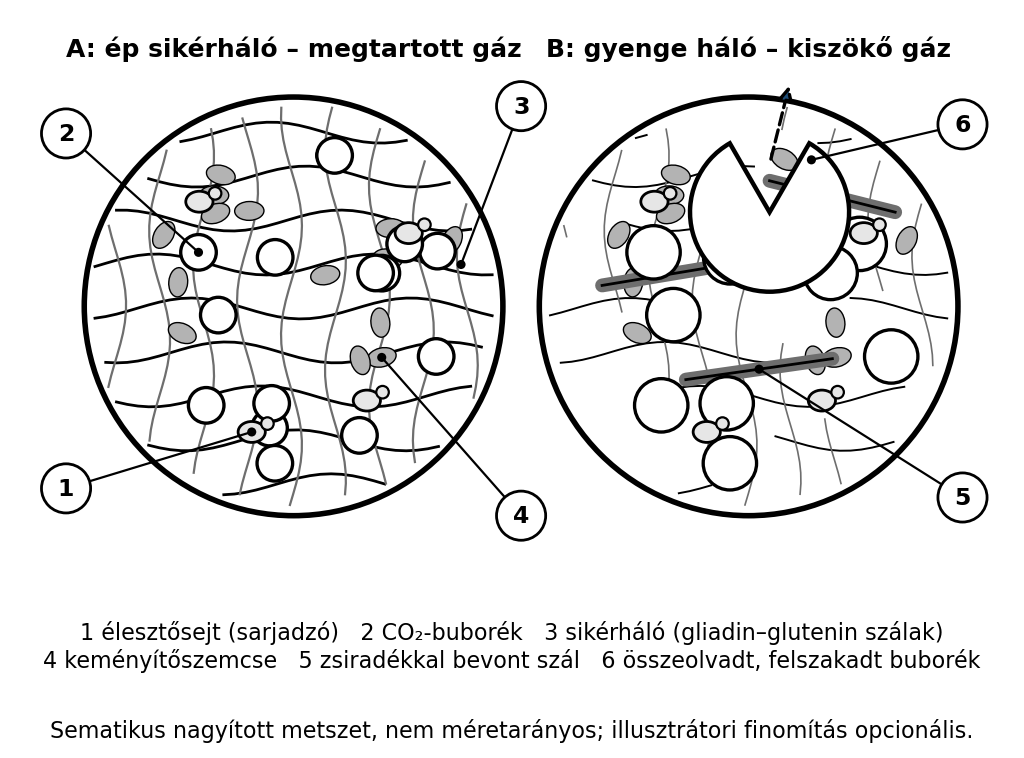 A: ép sikérháló – megtartott gáz   B: gyenge háló – kiszökő gáz
3
2
6
1
5
4
1 élesztősejt (sarjadzó)   2 CO₂-buborék   3 sikérháló (gliadin–glutenin szálak)
4 keményítőszemcse   5 zsiradékkal bevont szál   6 összeolvadt, felszakadt buborék
Sematikus nagyított metszet, nem méretarányos; illusztrátori finomítás opcionális.